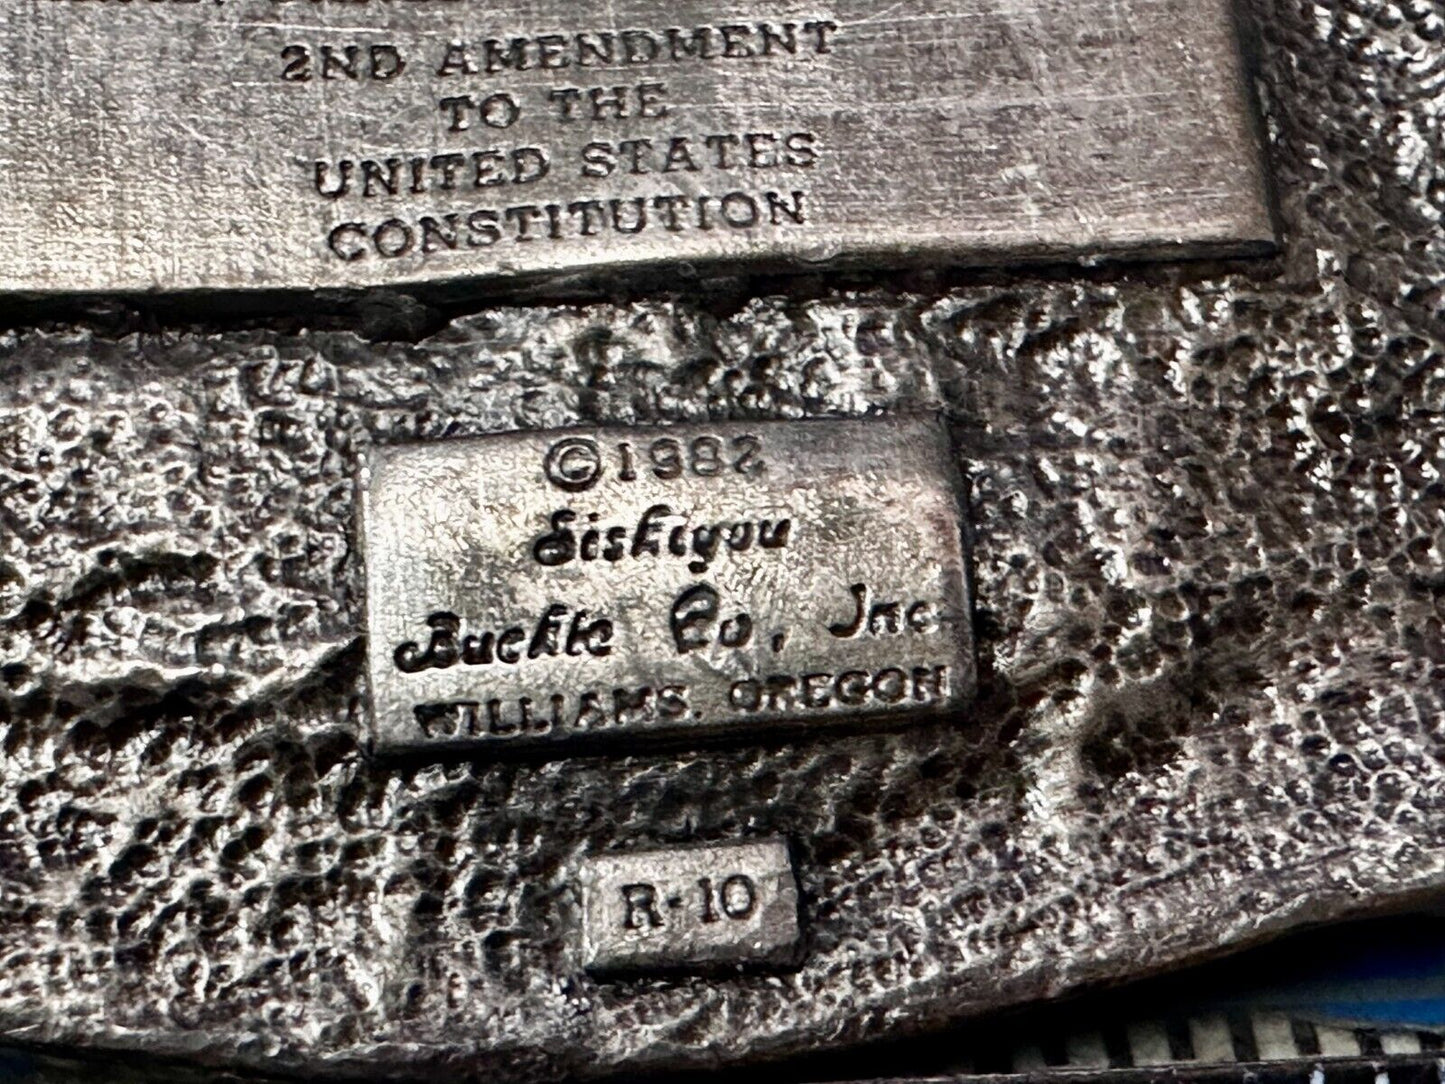 2ND AMENDMENT
TO THE
UNITED STATES
CONSTITUTION
©1982
Siskiyou
Buckle Co, Inc.
WILLIAMS, OREGON
R-10